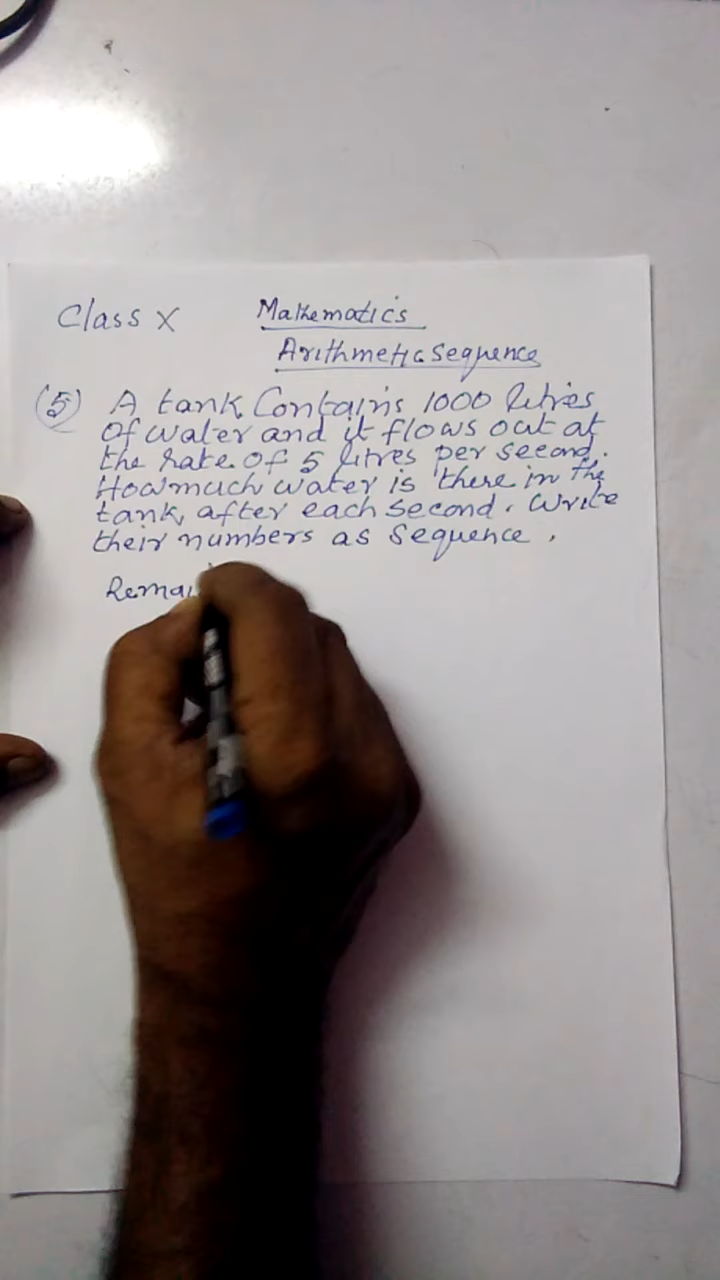 Class X Mathematics
Arithmetic Sequence
(5) A tank Contains 1000 litres
of water and it flows out at
the rate of 5 litres per second.
How much water is there in the
tank, after each second. Write
their numbers as Sequence.
Remai